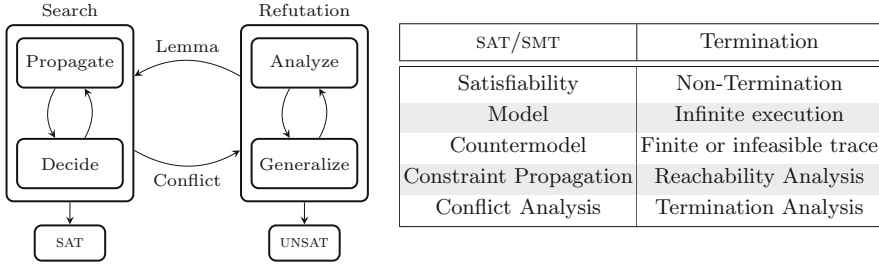 Search
Refutation
Propagate
Decide
Lemma
Conflict
Analyze
Generalize
SAT
UNSAT
SAT/SMT Termination
Satisfiability Non-Termination
Model Infinite execution
Countermodel Finite or infeasible trace
Constraint Propagation Reachability Analysis
Conflict Analysis Termination Analysis